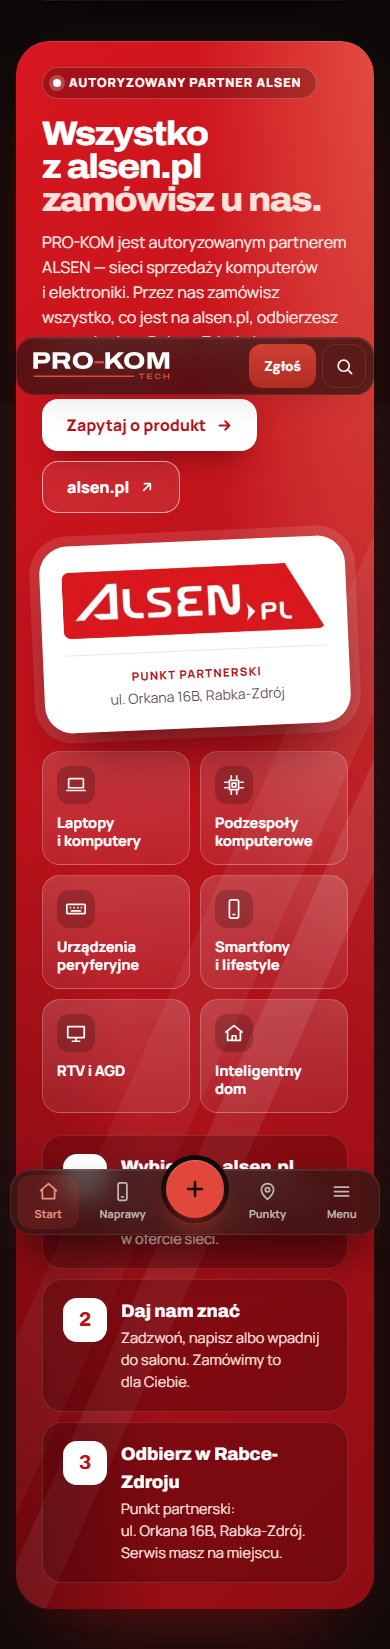 AUTORYZOWANY PARTNER ALSEN
Wszystko
z alsen.pl
zamówisz u nas.
PRO-KOM jest autoryzowanym partnerem
ALSEN — sieci sprzedaży komputerów
i elektroniki. Przez nas zamówisz
wszystko, co jest na alsen.pl, odbierzesz
PRO-KOM
TECH
Zgłoś
Zapytaj o produkt →
alsen.pl ↗
ALSEN.PL
PUNKT PARTNERSKI
ul. Orkana 16B, Rabka-Zdrój
Laptopy
i komputery
Podzespoły
komputerowe
Urządzenia
peryferyjne
Smartfony
i lifestyle
RTV i AGD
Inteligentny
dom
alsen.pl
Start
Naprawy
+
Punkty
Menu
w ofercie sieci.
2
Daj nam znać
Zadzwoń, napisz albo wpadnij
do salonu. Zamówimy to
dla Ciebie.
3
Odbierz w Rabce-
Zdroju
Punkt partnerski:
ul. Orkana 16B, Rabka-Zdrój.
Serwis masz na miejscu.